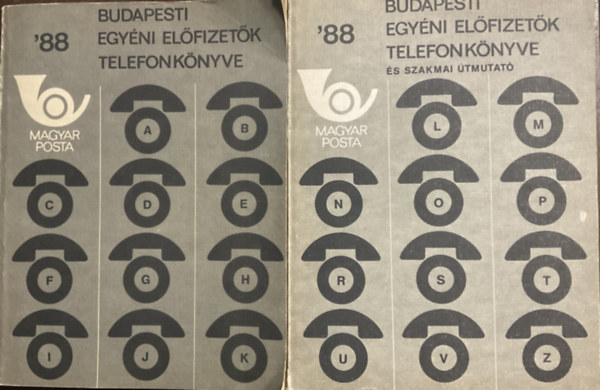 '88
BUDAPESTI
EGYÉNI ELŐFIZETŐK
TELEFONKÖNYVE
MAGYAR
POSTA
A B
C D E
F G H
I J K
'88
BUDAPESTI
EGYÉNI ELŐFIZETŐK
TELEFONKÖNYVE
ÉS SZAKMAI ÚTMUTATÓ
MAGYAR
POSTA
L M
N O P
R S T
U V Z